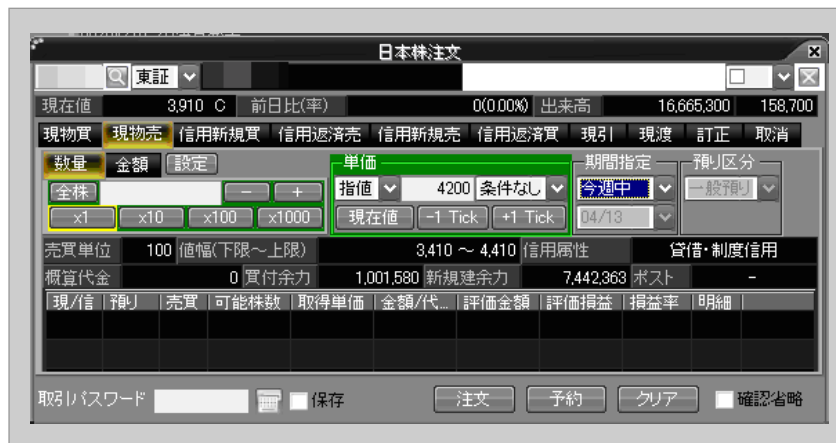 日本株注文
東証
現在値 3,910 C 前日比(率) 0(0.00%) 出来高 16,665,300 158,700
現物買 現物売 信用新規買 信用返済売 信用新規売 信用返済買 現引 現渡 訂正 取消
数量 金額 設定 単価 期間指定 預り区分
全株 － ＋ 指値 4200 条件なし 今週中 一般預り
x1 x10 x100 x1000 現在値 -1 Tick +1 Tick 04/13
売買単位 100 値幅(下限～上限) 3,410 ～ 4,410 信用属性 貸借・制度信用
概算代金 0 買付余力 1,001,580 新規建余力 7,442,363 ポスト -
現/信 預り 売買 可能株数 取得単価 金額/代... 評価金額 評価損益 損益率 明細
取引パスワード 保存 注文 予約 クリア 確認省略